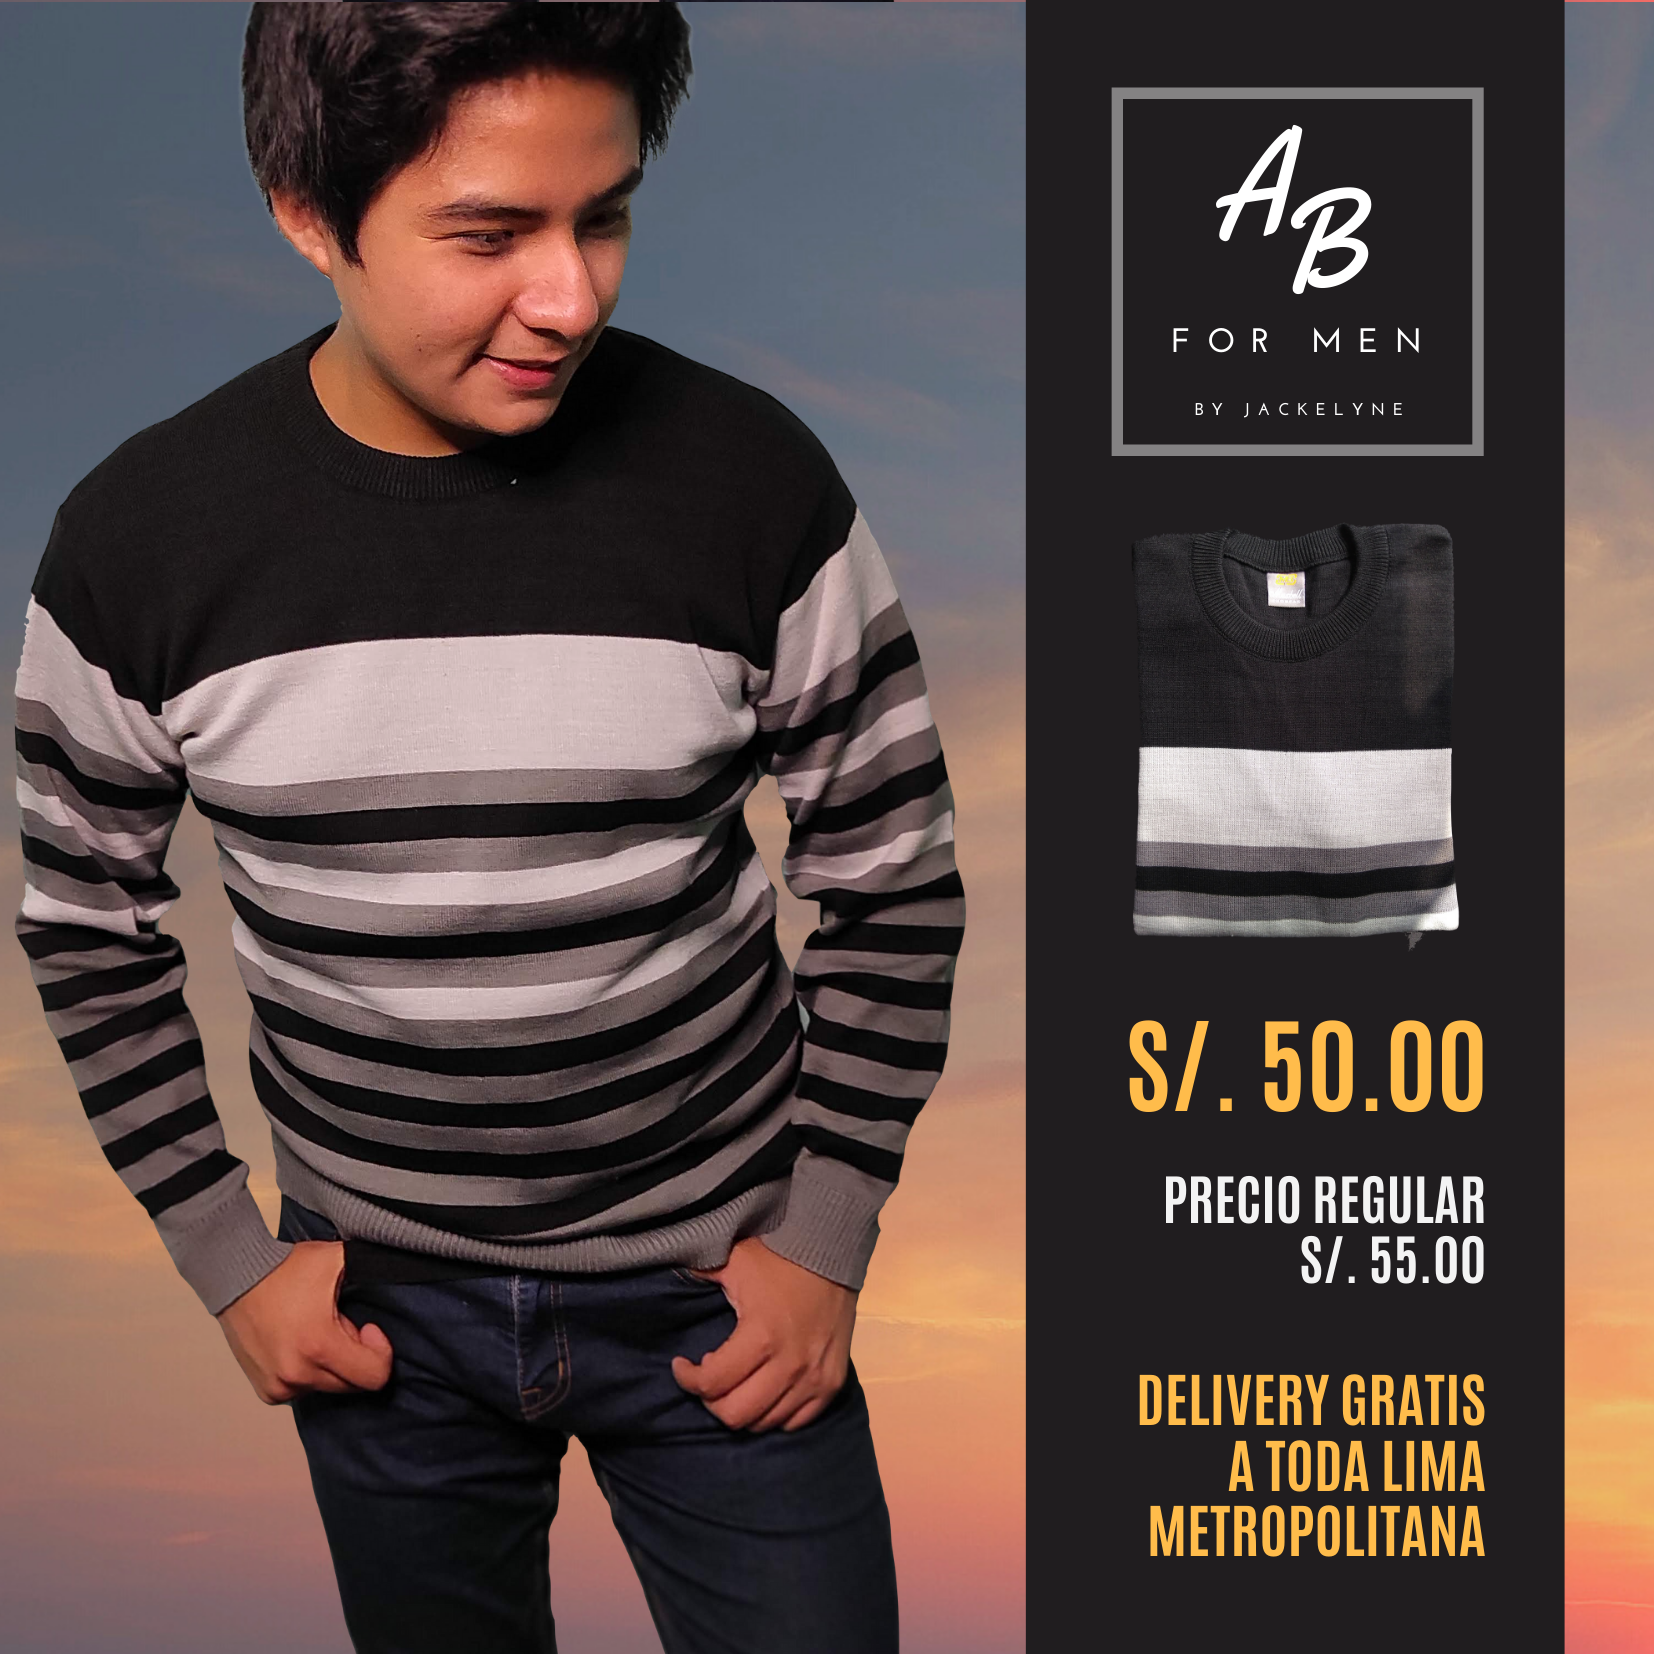 AB
FOR MEN
BY JACKELYNE
S/. 50.00
PRECIO REGULAR
S/. 55.00
DELIVERY GRATIS
A TODA LIMA
METROPOLITANA